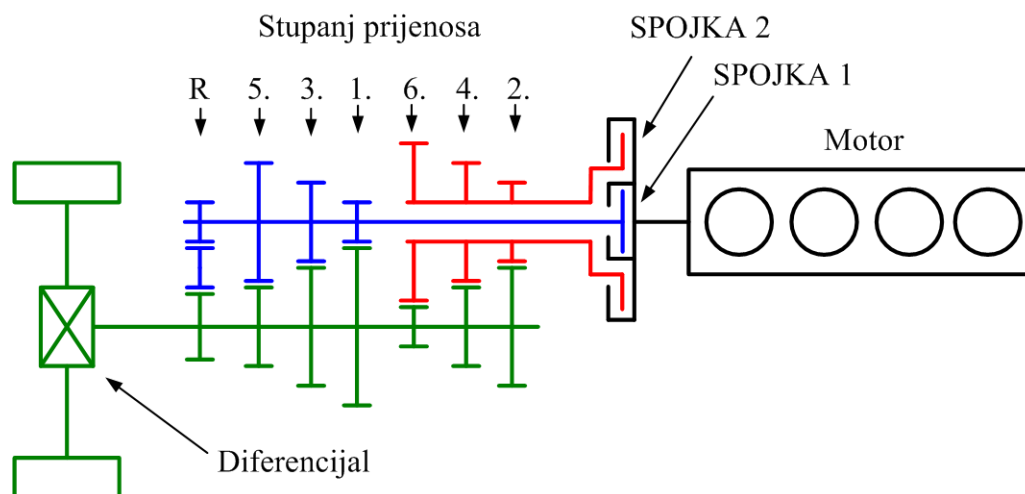 Stupanj prijenosa
SPOJKA 2
SPOJKA 1
R 5. 3. 1. 6. 4. 2.
Motor
Diferencijal